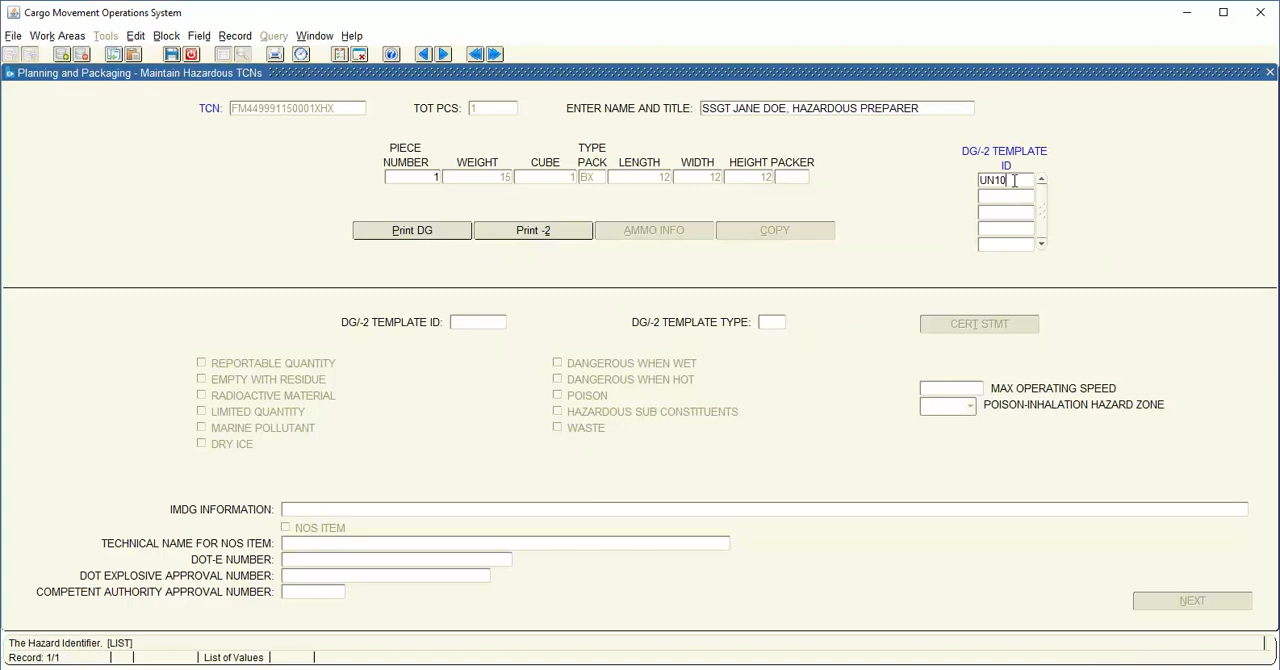 Cargo Movement Operations System
File Work Areas Tools Edit Block Field Record Query Window Help
Planning and Packaging - Maintain Hazardous TCNs
TCN: FM449991150001XHX TOT PCS: 1 ENTER NAME AND TITLE: SSGT JANE DOE, HAZARDOUS PREPARER
PIECE TYPE DG/-2 TEMPLATE
NUMBER WEIGHT CUBE PACK LENGTH WIDTH HEIGHT PACKER ID
1 15 1 BX 12 12 12 UN10
Print DG Print -2 AMMO INFO COPY
DG/-2 TEMPLATE ID: DG/-2 TEMPLATE TYPE: CERT STMT
REPORTABLE QUANTITY DANGEROUS WHEN WET
EMPTY WITH RESIDUE DANGEROUS WHEN HOT MAX OPERATING SPEED
RADIOACTIVE MATERIAL POISON POISON-INHALATION HAZARD ZONE
LIMITED QUANTITY HAZARDOUS SUB CONSTITUENTS
MARINE POLLUTANT WASTE
DRY ICE
IMDG INFORMATION:
NOS ITEM
TECHNICAL NAME FOR NOS ITEM:
DOT-E NUMBER:
DOT EXPLOSIVE APPROVAL NUMBER:
COMPETENT AUTHORITY APPROVAL NUMBER:
NEXT
The Hazard Identifier. [LIST]
Record: 1/1 List of Values